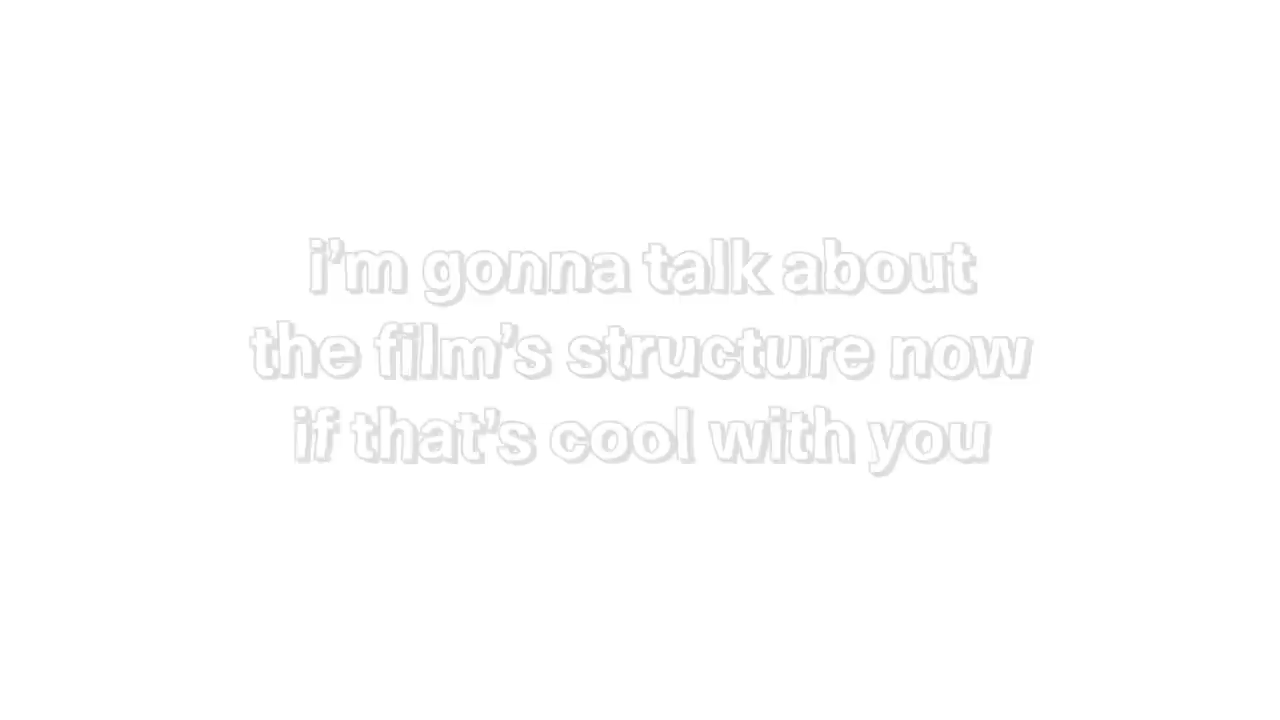 i'm gonna talk about
the film's structure now
if that's cool with you